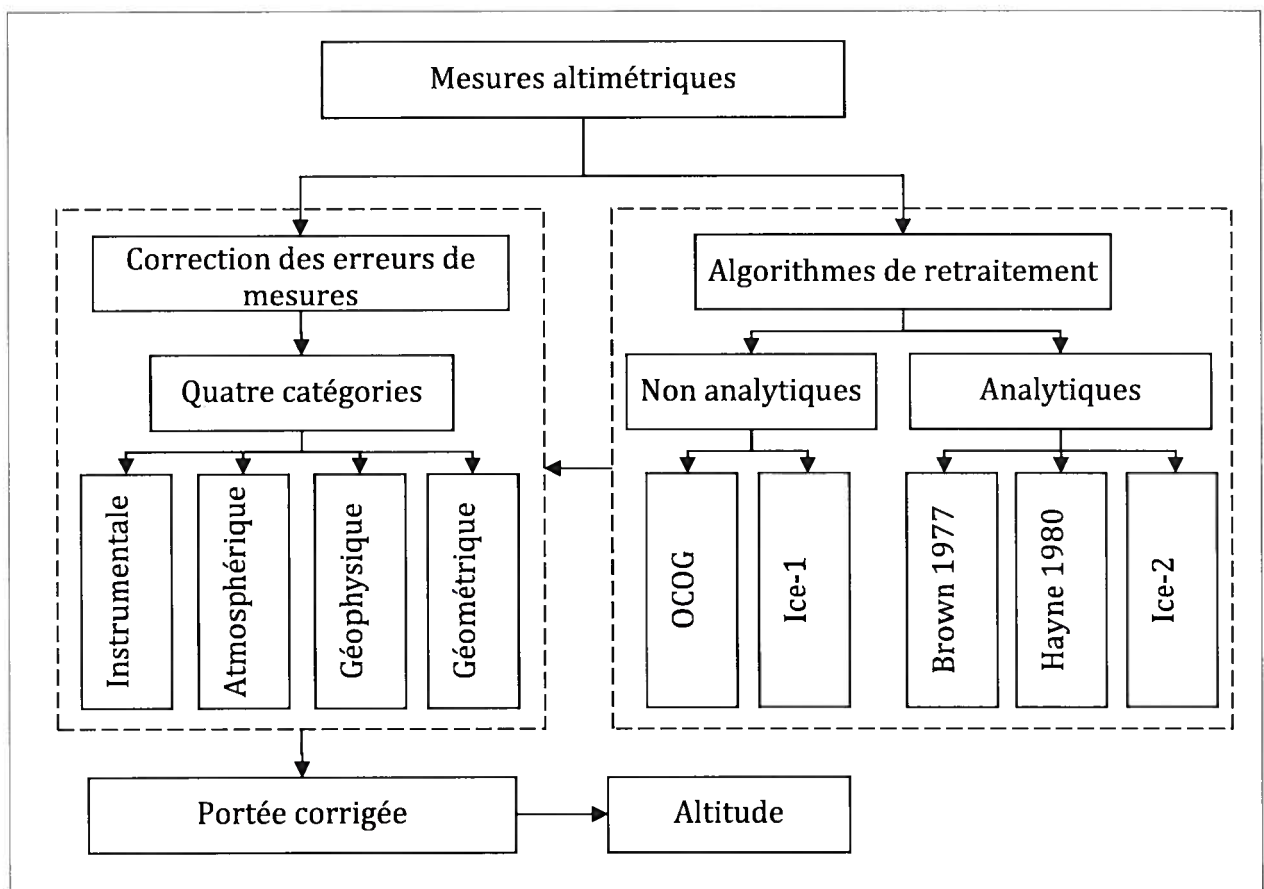 Mesures altimétriques
Correction des erreurs de
mesures
Algorithmes de retraitement
Quatre catégories
Non analytiques
Analytiques
Instrumentale
Atmosphérique
Géophysique
Géométrique
OCOG
Ice-1
Brown 1977
Hayne 1980
Ice-2
Portée corrigée
Altitude